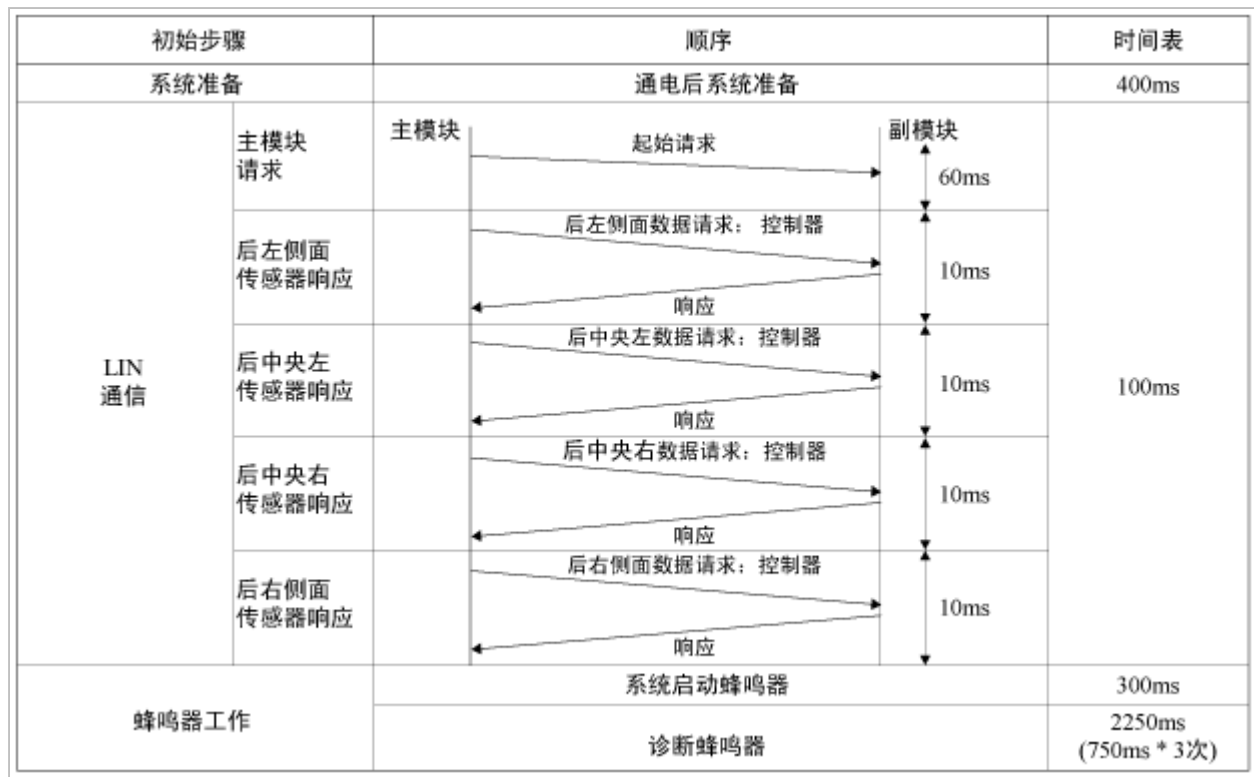 初始步骤
顺序
时间表
系统准备
通电后系统准备
400ms
LIN
通信
主模块
请求
主模块
起始请求
副模块
60ms
后左侧面
传感器响应
后左侧面数据请求： 控制器
响应
10ms
后中央左
传感器响应
后中央左数据请求：控制器
响应
10ms
100ms
后中央右
传感器响应
后中央右数据请求：控制器
响应
10ms
后右侧面
传感器响应
后右侧面数据请求：控制器
响应
10ms
蜂鸣器工作
系统启动蜂鸣器
300ms
诊断蜂鸣器
2250ms
(750ms * 3次)